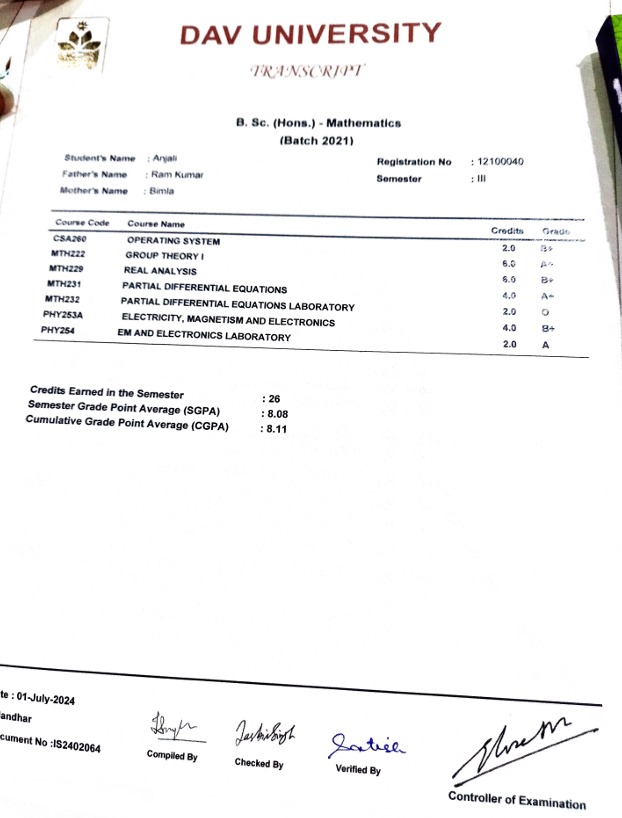 DAV UNIVERSITY
TRANSCRIPT
B. Sc. (Hons.) - Mathematics
(Batch 2021)
Student's Name : Anjali
Registration No : 12100040
Father's Name : Ram Kumar
Semester : III
Mother's Name : Bimla
Course Code Course Name Credits Grade
CSA260 OPERATING SYSTEM 2.0 B+
MTH222 GROUP THEORY I 6.0 A+
MTH229 REAL ANALYSIS 6.0 B+
MTH231 PARTIAL DIFFERENTIAL EQUATIONS 4.0 A+
MTH232 PARTIAL DIFFERENTIAL EQUATIONS LABORATORY 2.0 O
PHY253A ELECTRICITY, MAGNETISM AND ELECTRONICS 4.0 B+
PHY254 EM AND ELECTRONICS LABORATORY 2.0 A
Credits Earned in the Semester : 26
Semester Grade Point Average (SGPA) : 8.08
Cumulative Grade Point Average (CGPA) : 8.11
te : 01-July-2024
andhar
cument No :IS2402064
Compiled By
Checked By
Verified By
Controller of Examination